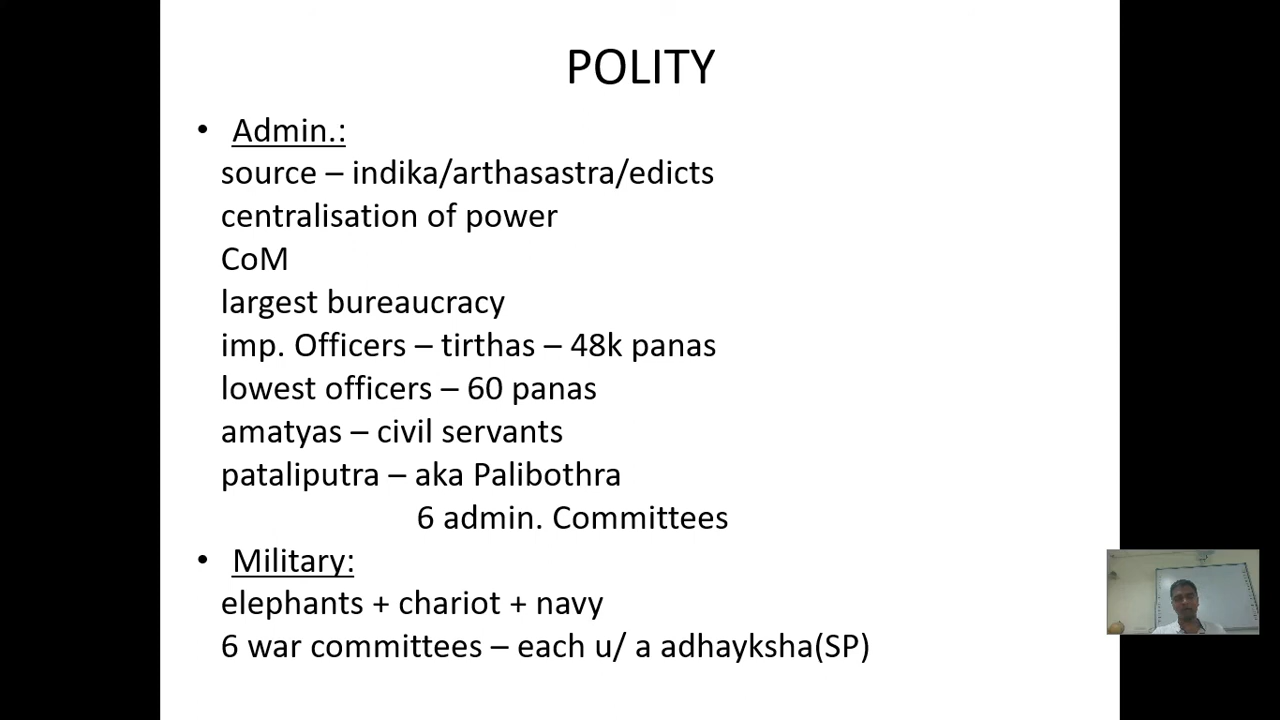 POLITY
• Admin.:
source – indika/arthasastra/edicts
centralisation of power
CoM
largest bureaucracy
imp. Officers – tirthas – 48k panas
lowest officers – 60 panas
amatyas – civil servants
pataliputra – aka Palibothra
6 admin. Committees
• Military:
elephants + chariot + navy
6 war committees – each u/ a adhayksha(SP)